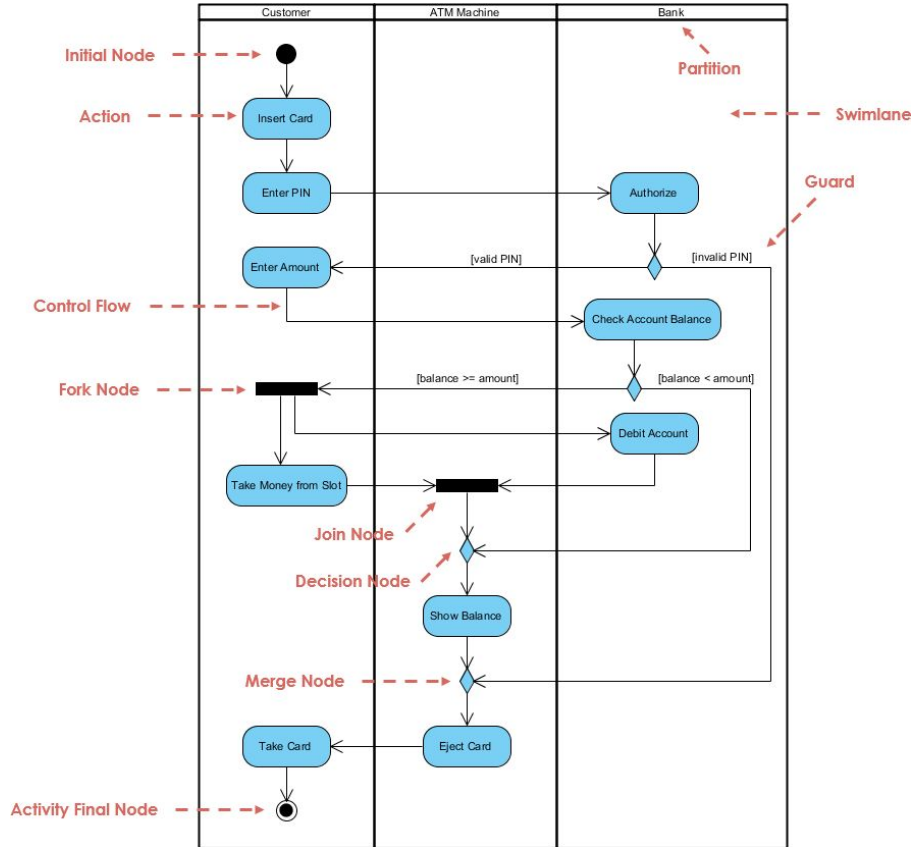 Customer
ATM Machine
Bank
Initial Node
Partition
Action
Insert Card
Swimlane
Enter PIN
Authorize
Guard
[valid PIN]
[invalid PIN]
Enter Amount
Control Flow
Check Account Balance
[balance >= amount]
[balance < amount]
Fork Node
Debit Account
Take Money from Slot
Join Node
Decision Node
Show Balance
Merge Node
Take Card
Eject Card
Activity Final Node